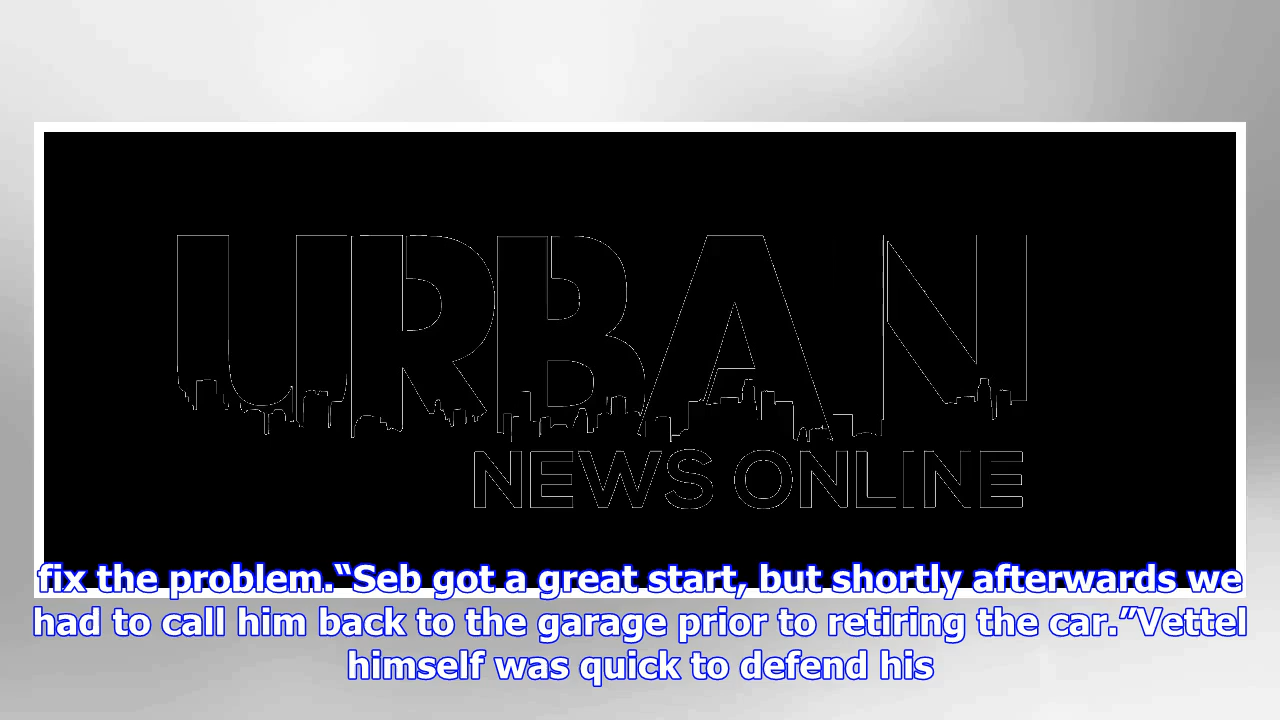 URBAN
NEWS ONLINE
fix the problem.“Seb got a great start, but shortly afterwards we
had to call him back to the garage prior to retiring the car.”Vettel
himself was quick to defend his